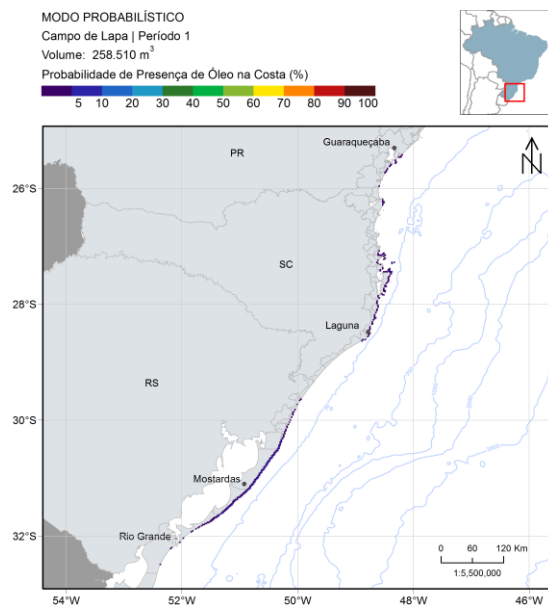 MODO PROBABILÍSTICO
Campo de Lapa | Período 1
Volume: 258.510 m³
Probabilidade de Presença de Óleo na Costa (%)
5 10 20 30 40 50 60 70 80 90 100
Guaraqueçaba
PR
N
26°S
SC
28°S
Laguna
RS
30°S
Mostardas
32°S
Rio Grande
0 60 120 Km
1:5,500,000
54°W 52°W 50°W 48°W 46°W